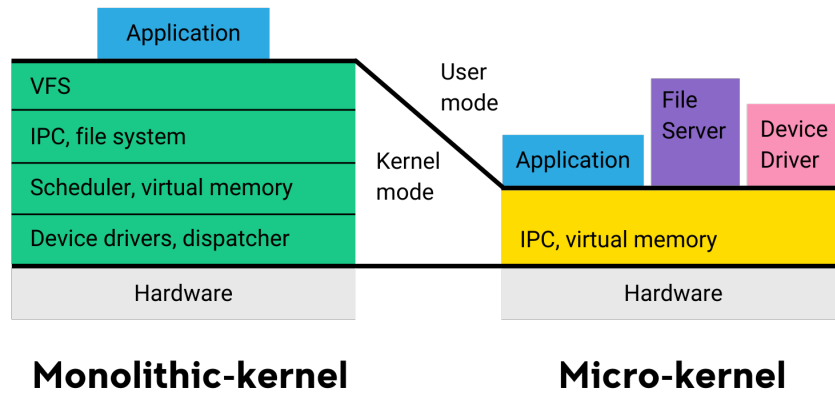 Application
VFS
IPC, file system
Scheduler, virtual memory
Device drivers, dispatcher
Hardware
User
mode
Kernel
mode
Application
File
Server
Device
Driver
IPC, virtual memory
Hardware
Monolithic-kernel
Micro-kernel